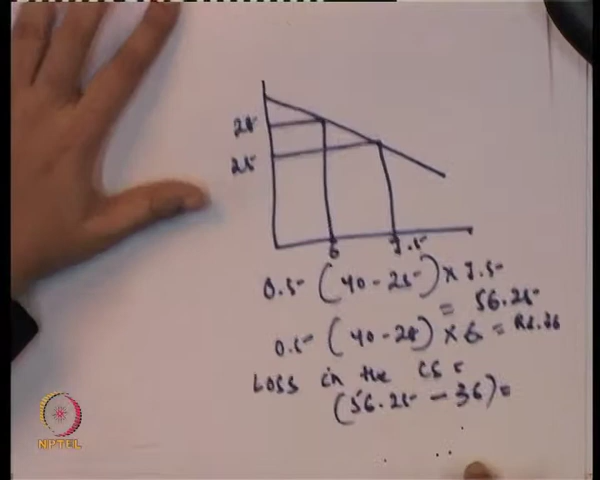 28
25
6 7.5
0.5 (40 - 25) × 7.5
= 56.25
0.5 (40 - 28) × 6 = Rs. 36
Loss in the CS =
(56.25 - 36) =
NPTEL